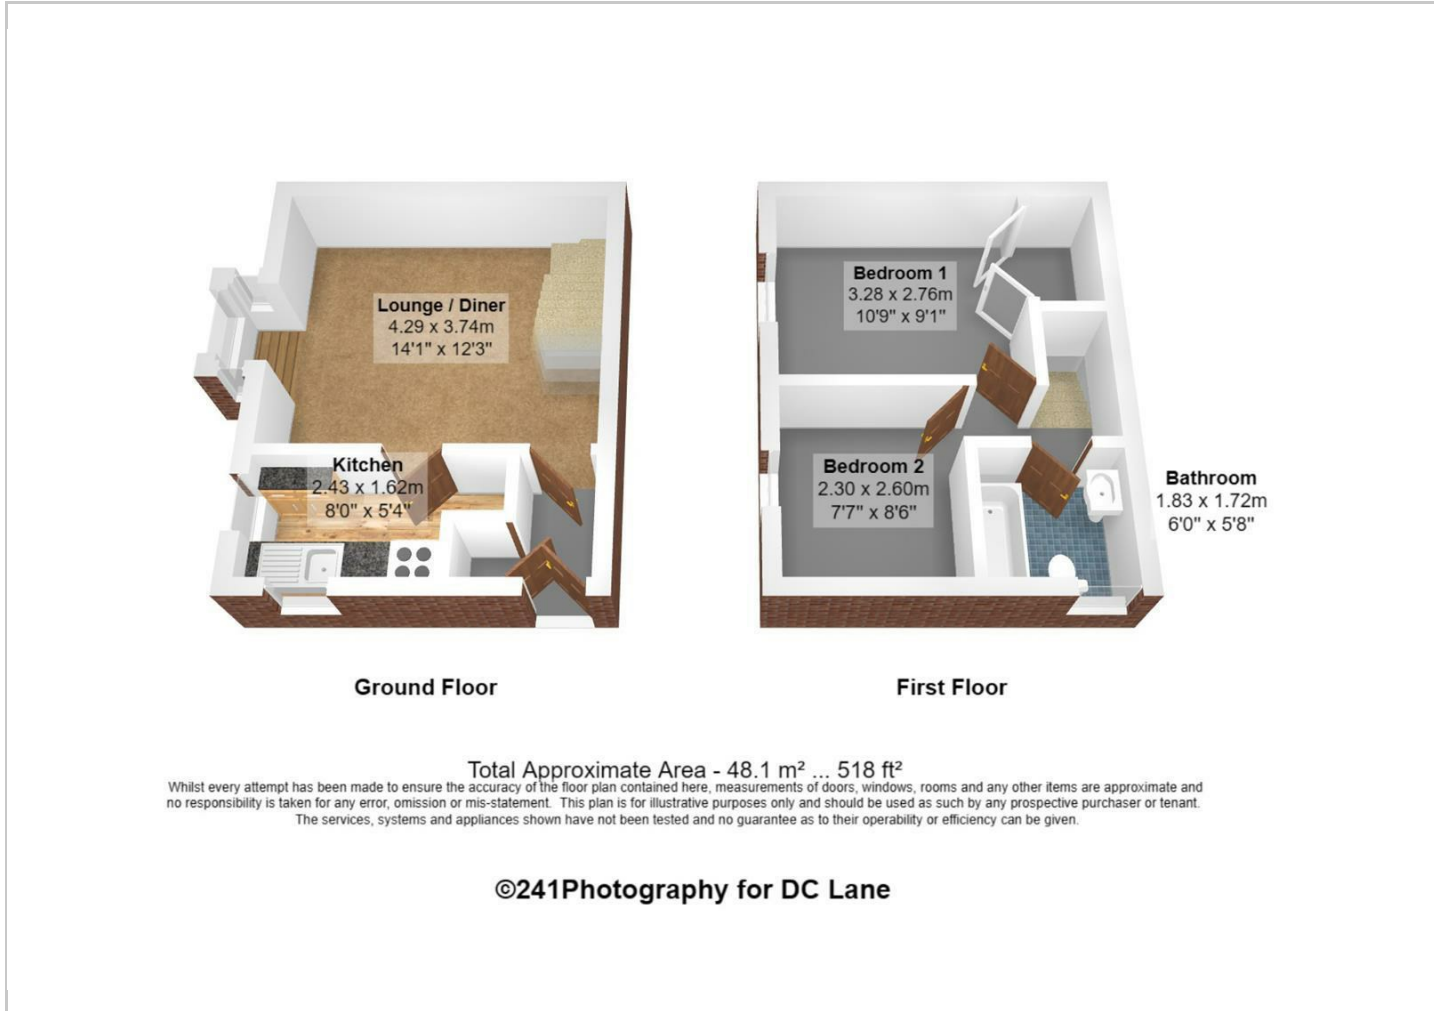 Lounge / Diner
4.29 x 3.74m
14'1" x 12'3"
Kitchen
2.43 x 1.62m
8'0" x 5'4"
Bedroom 1
3.28 x 2.76m
10'9" x 9'1"
Bedroom 2
2.30 x 2.60m
7'7" x 8'6"
Bathroom
1.83 x 1.72m
6'0" x 5'8"
Ground Floor
First Floor
Total Approximate Area - 48.1 m² ... 518 ft²
Whilst every attempt has been made to ensure the accuracy of the floor plan contained here, measurements of doors, windows, rooms and any other items are approximate and
no responsibility is taken for any error, omission or mis-statement. This plan is for illustrative purposes only and should be used as such by any prospective purchaser or tenant.
The services, systems and appliances shown have not been tested and no guarantee as to their operability or efficiency can be given.
©241Photography for DC Lane